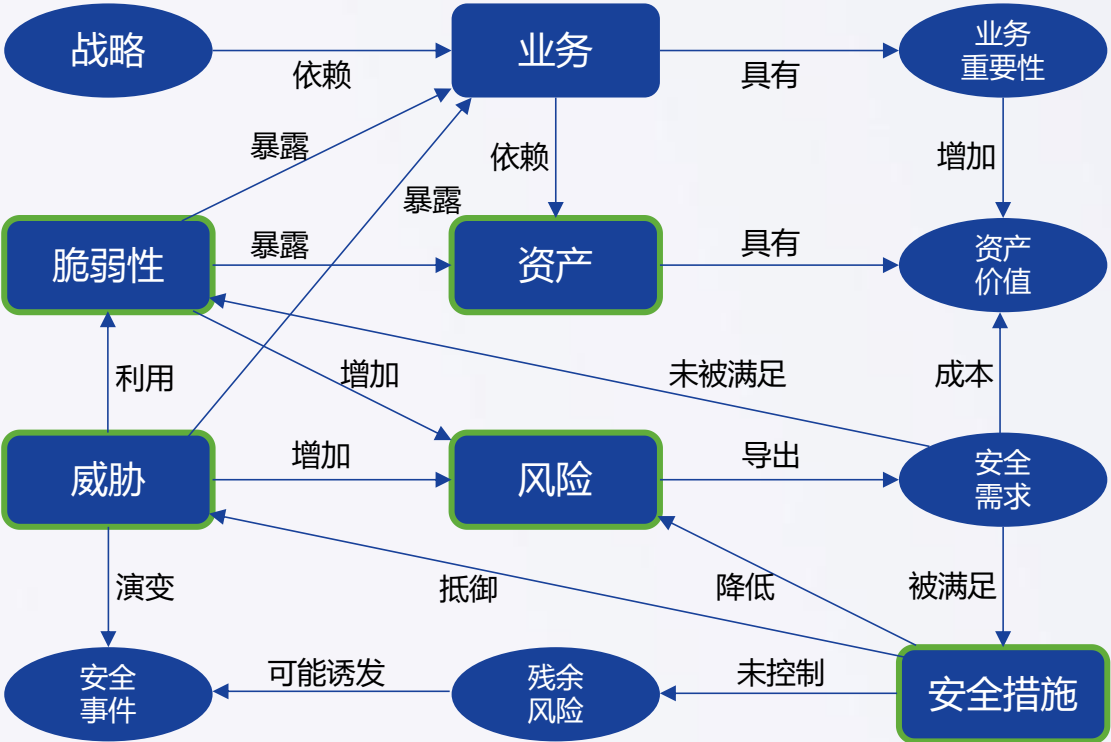 战略
依赖
业务
具有
业务
重要性
暴露
依赖
增加
暴露
脆弱性
暴露
资产
具有
资产
价值
利用
增加
未被满足
成本
威胁
增加
风险
导出
安全
需求
演变
抵御
降低
被满足
安全
事件
可能诱发
残余
风险
未控制
安全措施